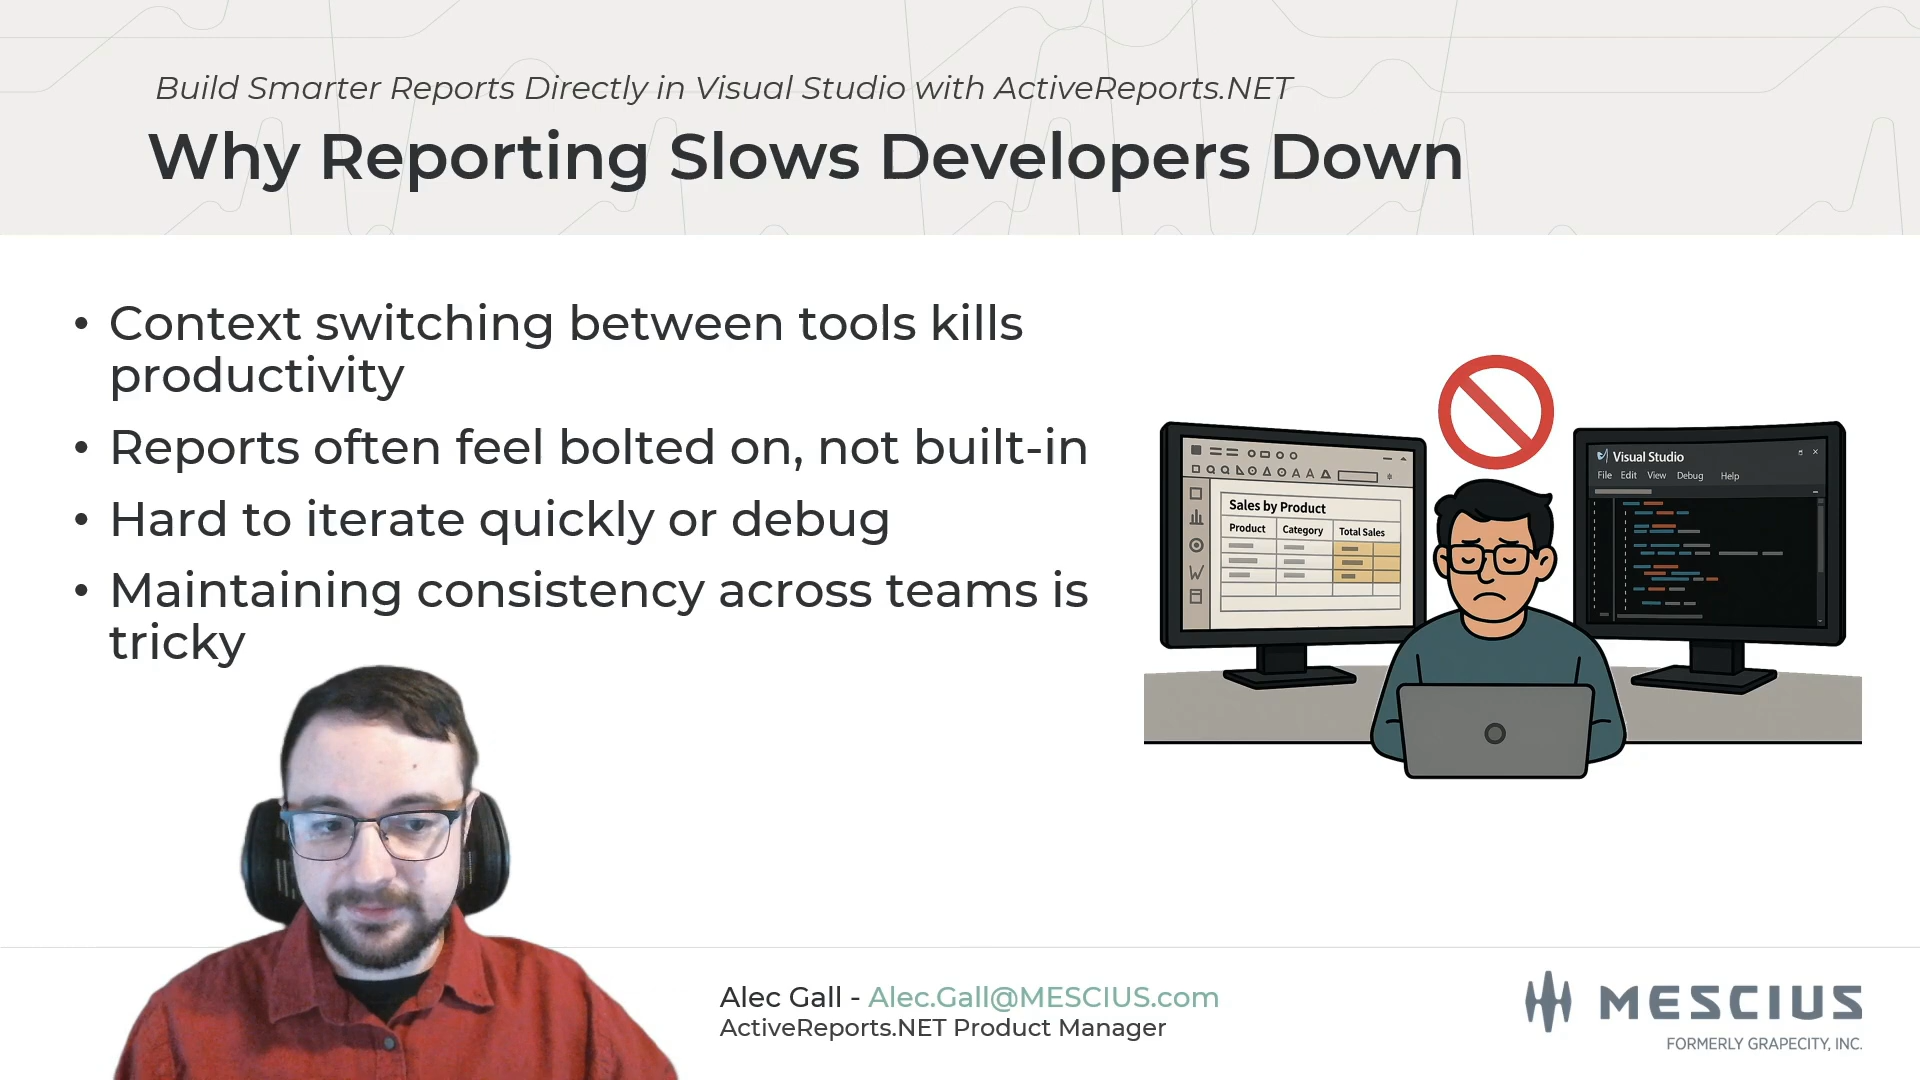 Build Smarter Reports Directly in Visual Studio with ActiveReports.NET
Why Reporting Slows Developers Down
• Context switching between tools kills
productivity
• Reports often feel bolted on, not built-in
• Hard to iterate quickly or debug
• Maintaining consistency across teams is
tricky
Sales by Product
Product Category Total Sales
Visual Studio
File Edit View Debug Help
Alec Gall - Alec.Gall@MESCIUS.com
ActiveReports.NET Product Manager
MESCIUS
FORMERLY GRAPECITY, INC.